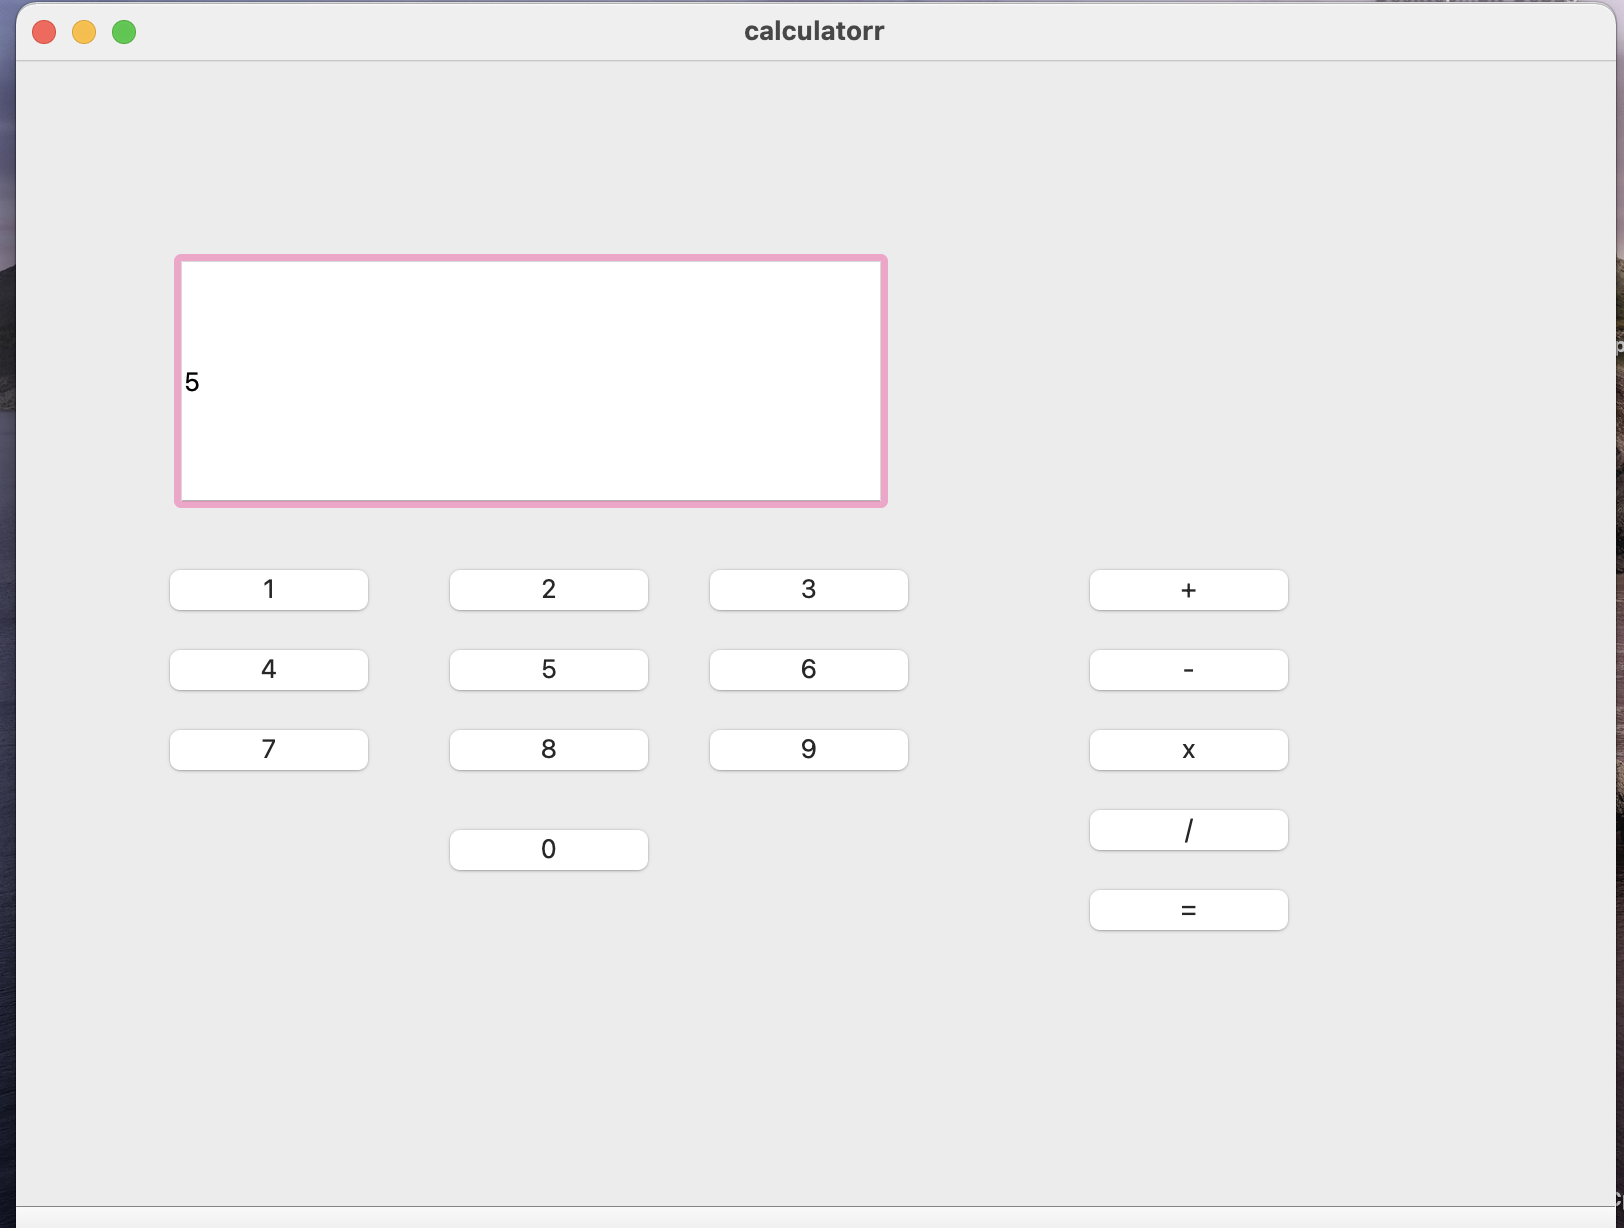 calculatorr
5
1 2 3 +
4 5 6 -
7 8 9 x
/
0
=